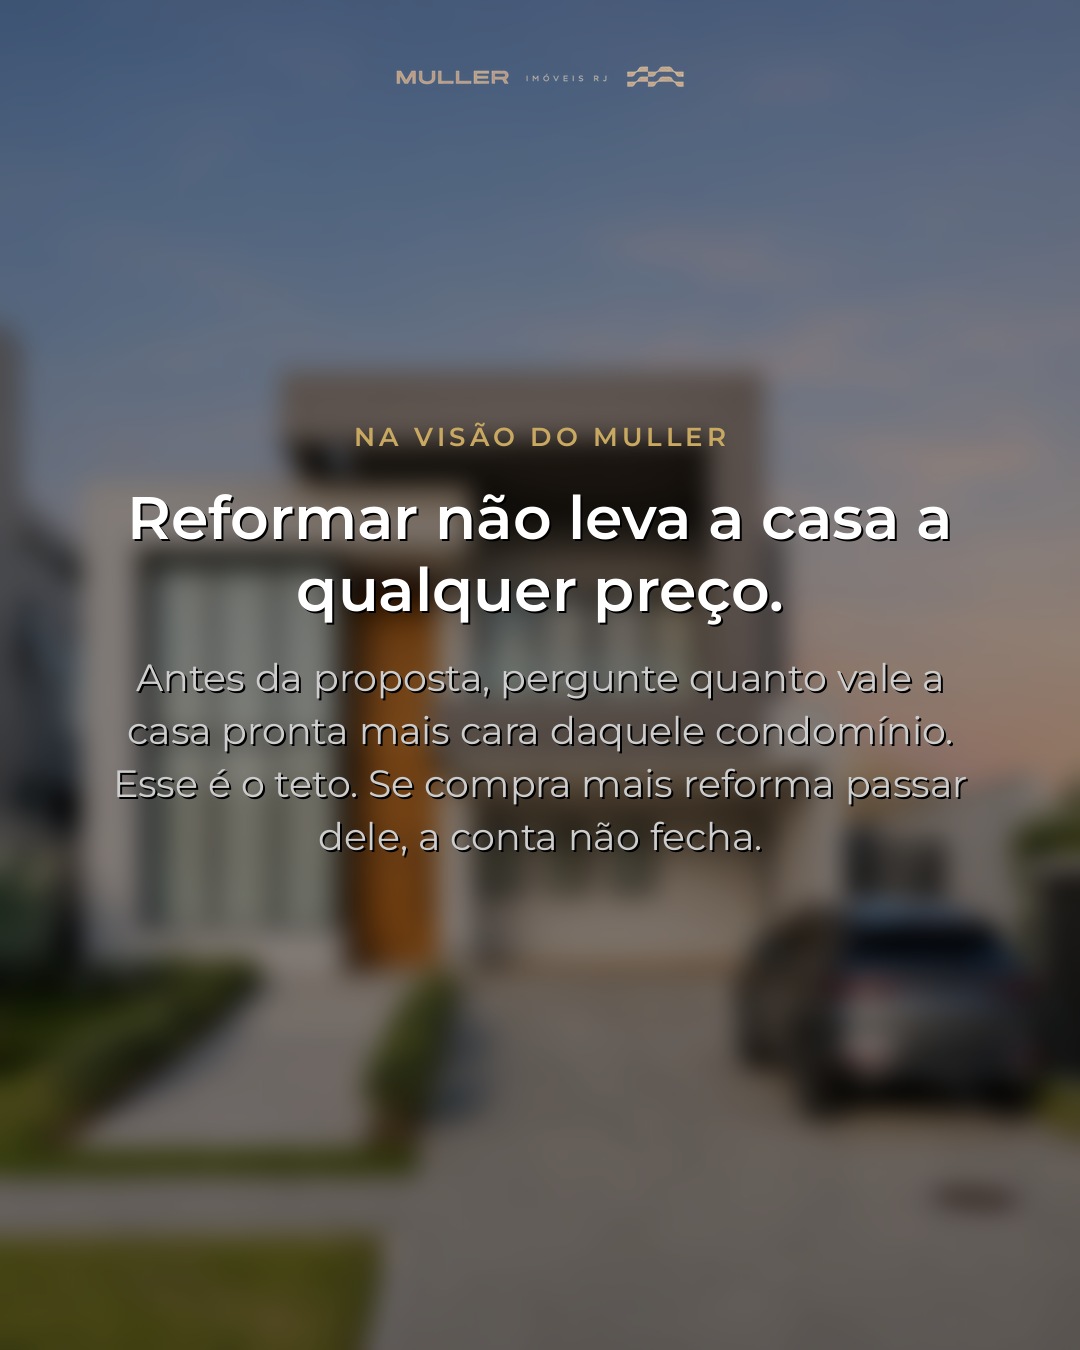 MULLER IMÓVEIS RJ
NA VISÃO DO MULLER
Reformar não leva a casa a
qualquer preço.
Antes da proposta, pergunte quanto vale a
casa pronta mais cara daquele condomínio.
Esse é o teto. Se compra mais reforma passar
dele, a conta não fecha.